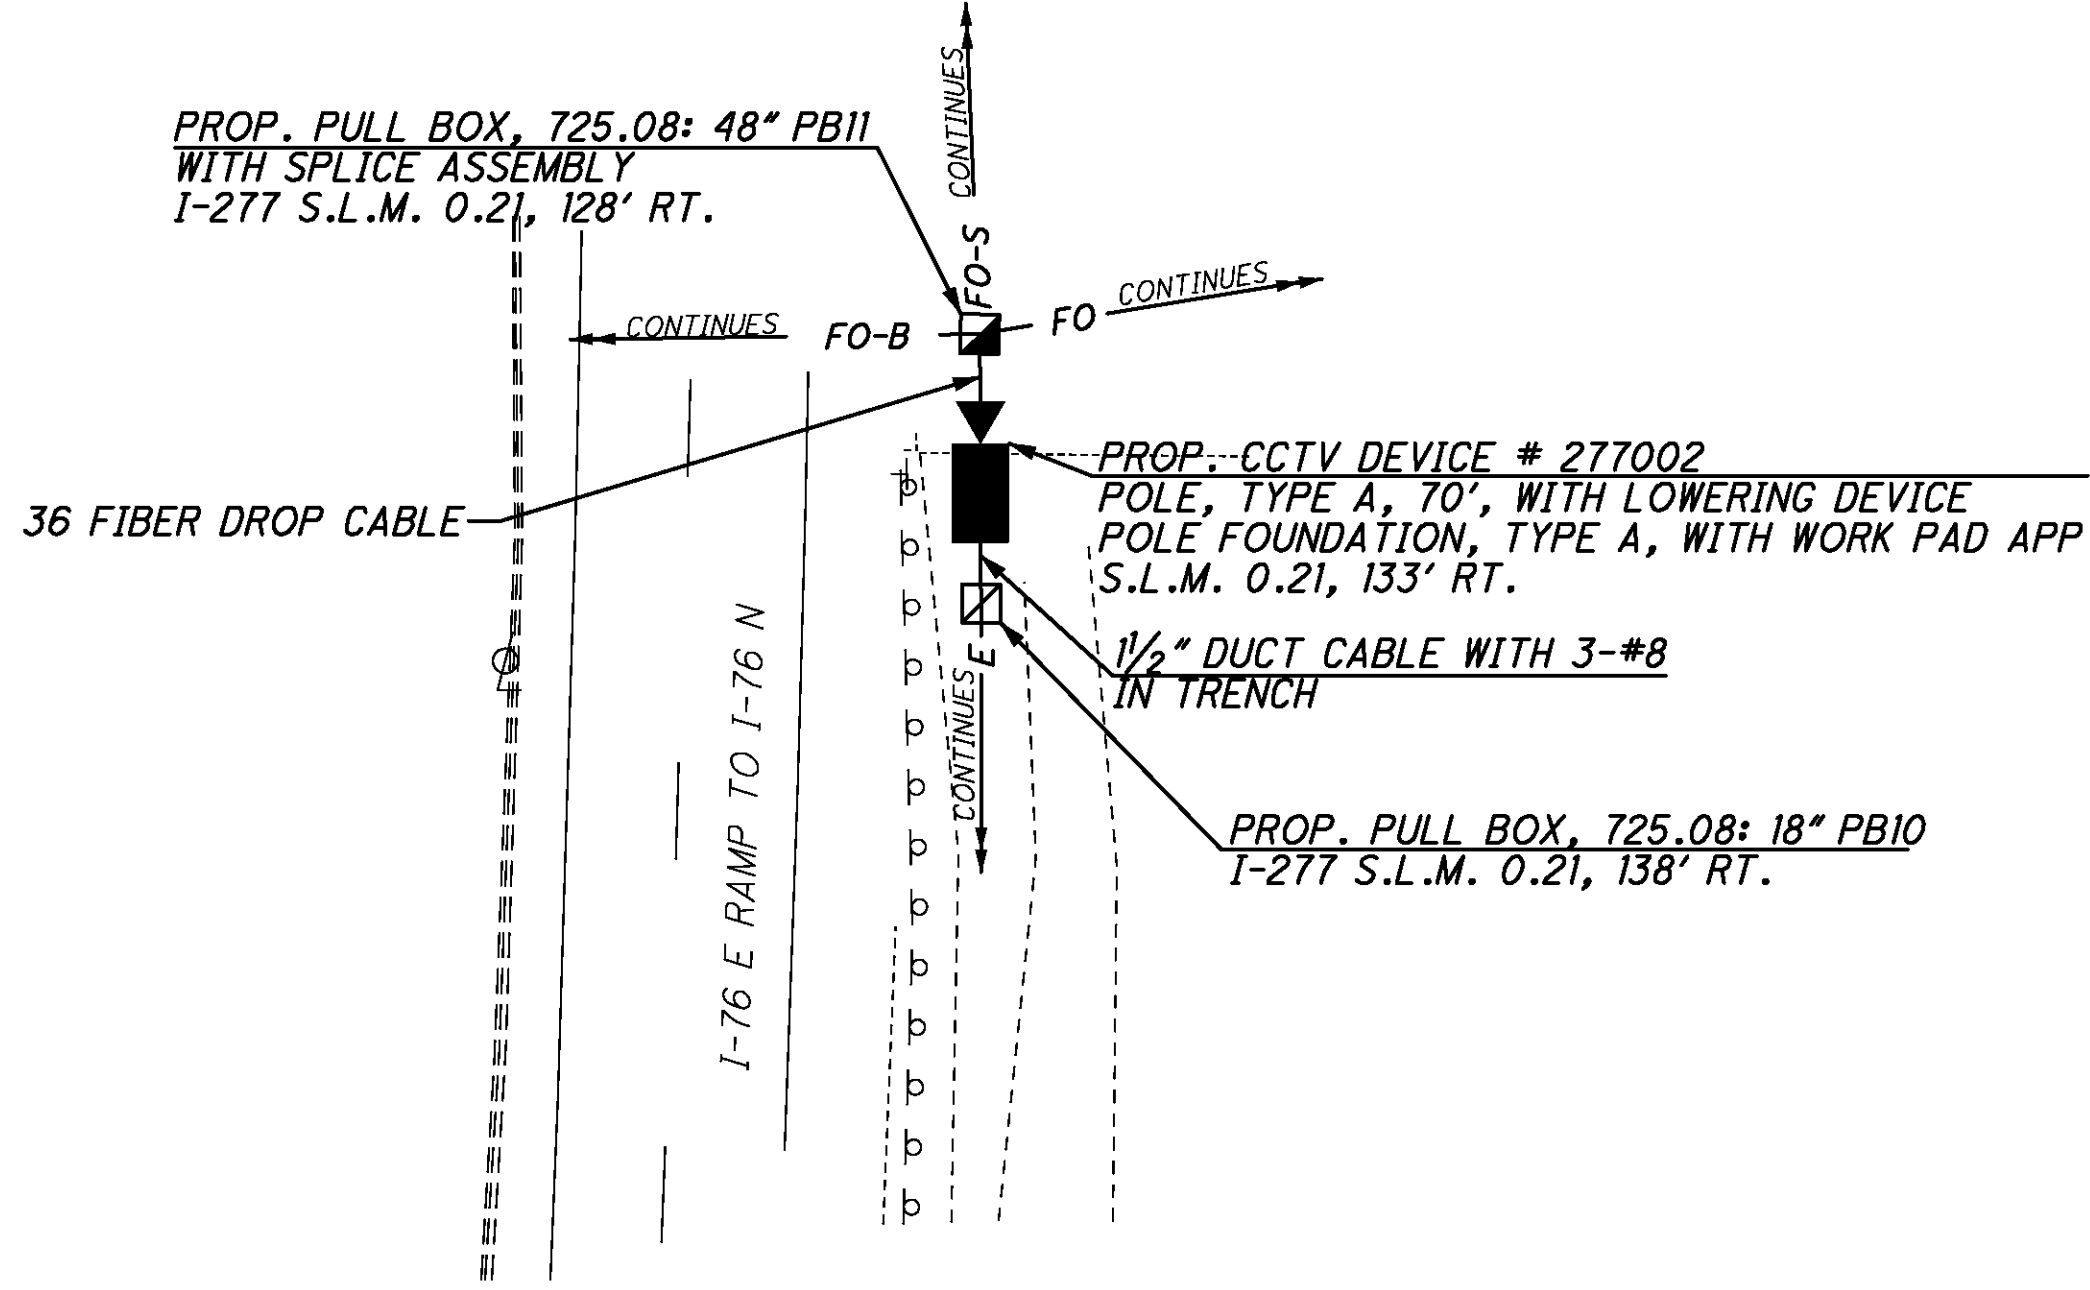 CONTINUES
PROP. PULL BOX, 725.08: 48" PB11
WITH SPLICE ASSEMBLY
I-277 S.L.M. 0.21, 128' RT.
FO-S
CONTINUES
FO
CONTINUES
FO-B
36 FIBER DROP CABLE
PROP. CCTV DEVICE # 277002
POLE, TYPE A, 70', WITH LOWERING DEVICE
POLE FOUNDATION, TYPE A, WITH WORK PAD APP
S.L.M. 0.21, 133' RT.
1 1/2" DUCT CABLE WITH 3-#8
IN TRENCH
E
CONTINUES
I-76 E RAMP TO I-76 N
PROP. PULL BOX, 725.08: 18" PB10
I-277 S.L.M. 0.21, 138' RT.